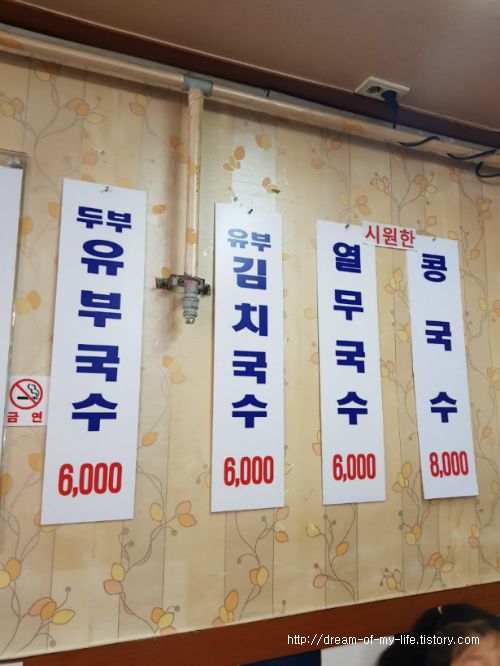 두부
유부국수
6,000
유부
김치국수
6,000
시원한
열무국수
6,000
콩국수
8,000
금연
http://dream-of-my-life.tistory.com